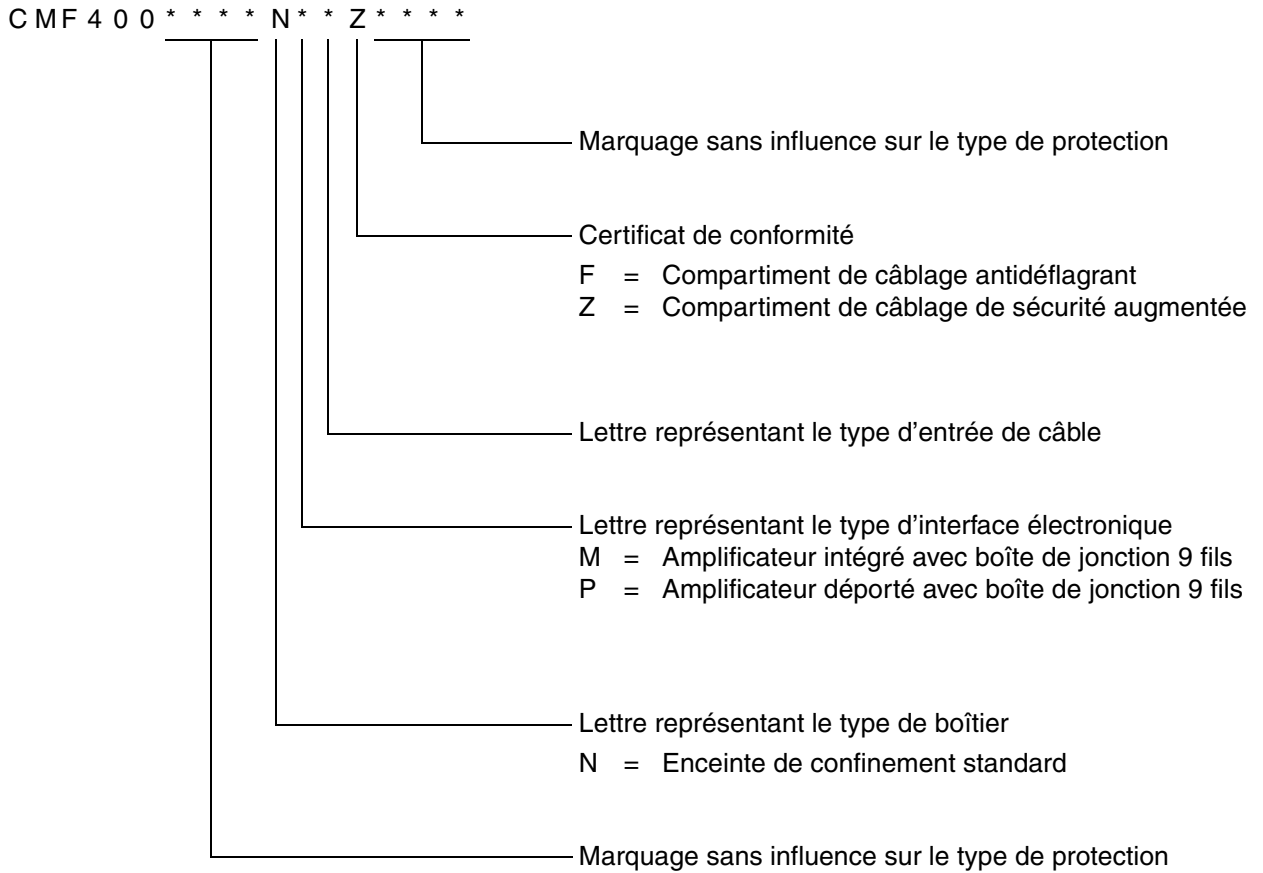 CMF400****N**Z****
Marquage sans influence sur le type de protection
Certificat de conformité
F = Compartiment de câblage antidéflagrant
Z = Compartiment de câblage de sécurité augmentée
Lettre représentant le type d'entrée de câble
Lettre représentant le type d'interface électronique
M = Amplificateur intégré avec boîte de jonction 9 fils
P = Amplificateur déporté avec boîte de jonction 9 fils
Lettre représentant le type de boîtier
N = Enceinte de confinement standard
Marquage sans influence sur le type de protection